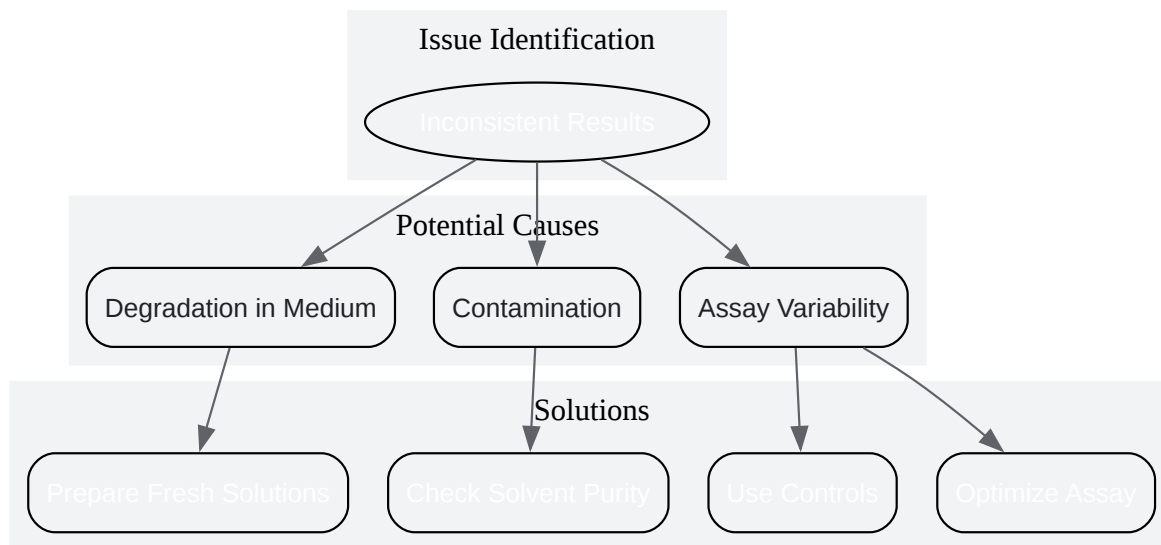 Issue Identification
Inconsistent Results
Potential Causes
Degradation in Medium
Contamination
Assay Variability
Solutions
Prepare Fresh Solutions
Check Solvent Purity
Use Controls
Optimize Assay